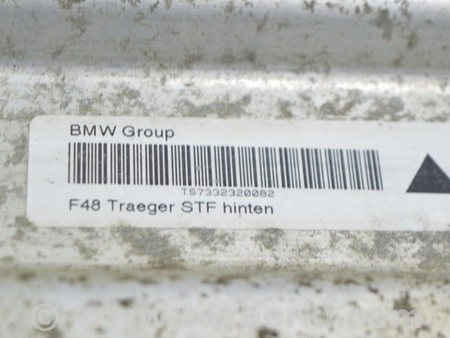 BMW Group
TS7332320082
F48 Traeger STF hinten